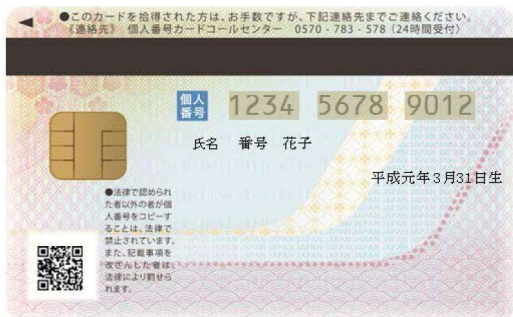 ●このカードを拾得された方は、お手数ですが、下記連絡先までご連絡ください。
《連絡先》 個人番号カードコールセンター 0570-783-578（24時間受付）
個人
番号
1234 5678 9012
氏名 番号 花子
平成元年3月31日生
●法律で認められ
た者以外の者が個
人番号をコピーす
ることは、法律で
禁止されています。
また、記載事項を
改ざんした者は、
法律により罰せら
れます。